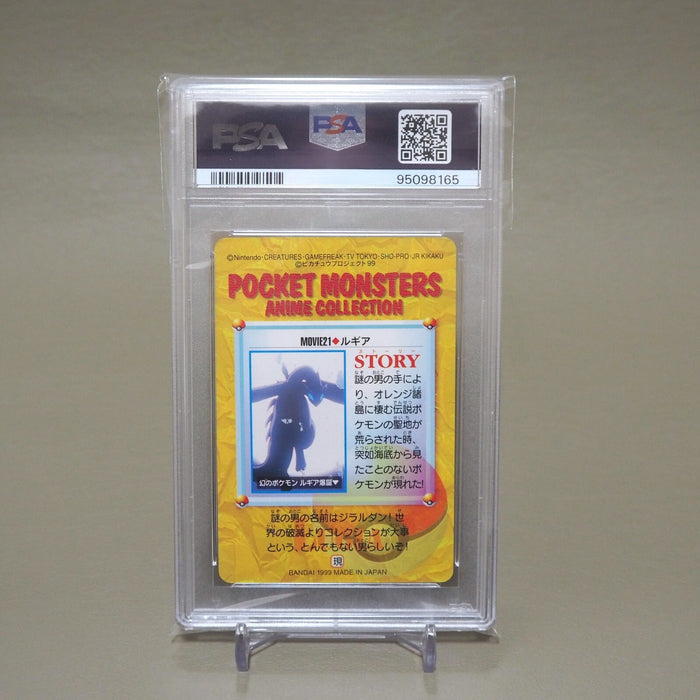 PSA
PSA
95098165
©Nintendo·CREATURES·GAMEFREAK·TV TOKYO·SHO-PRO·JR KIKAKU
©ピカチュウプロジェクト99
POCKET MONSTERS
ANIME COLLECTION
MOVIE21◆ルギア
ストーリー
STORY
謎の男の手によ
り、オレンジ諸
島に棲む伝説ポ
ケモンの聖地が
荒らされた時、
突如海底から見
たことのないポ
ケモンが現れた!
幻のポケモン ルギア爆誕▼
謎の男の名前はジラルダン!世
界の破滅よりコレクションが大事
という、とんでもない男らしいぞ!
現
BANDAI 1999 MADE IN JAPAN